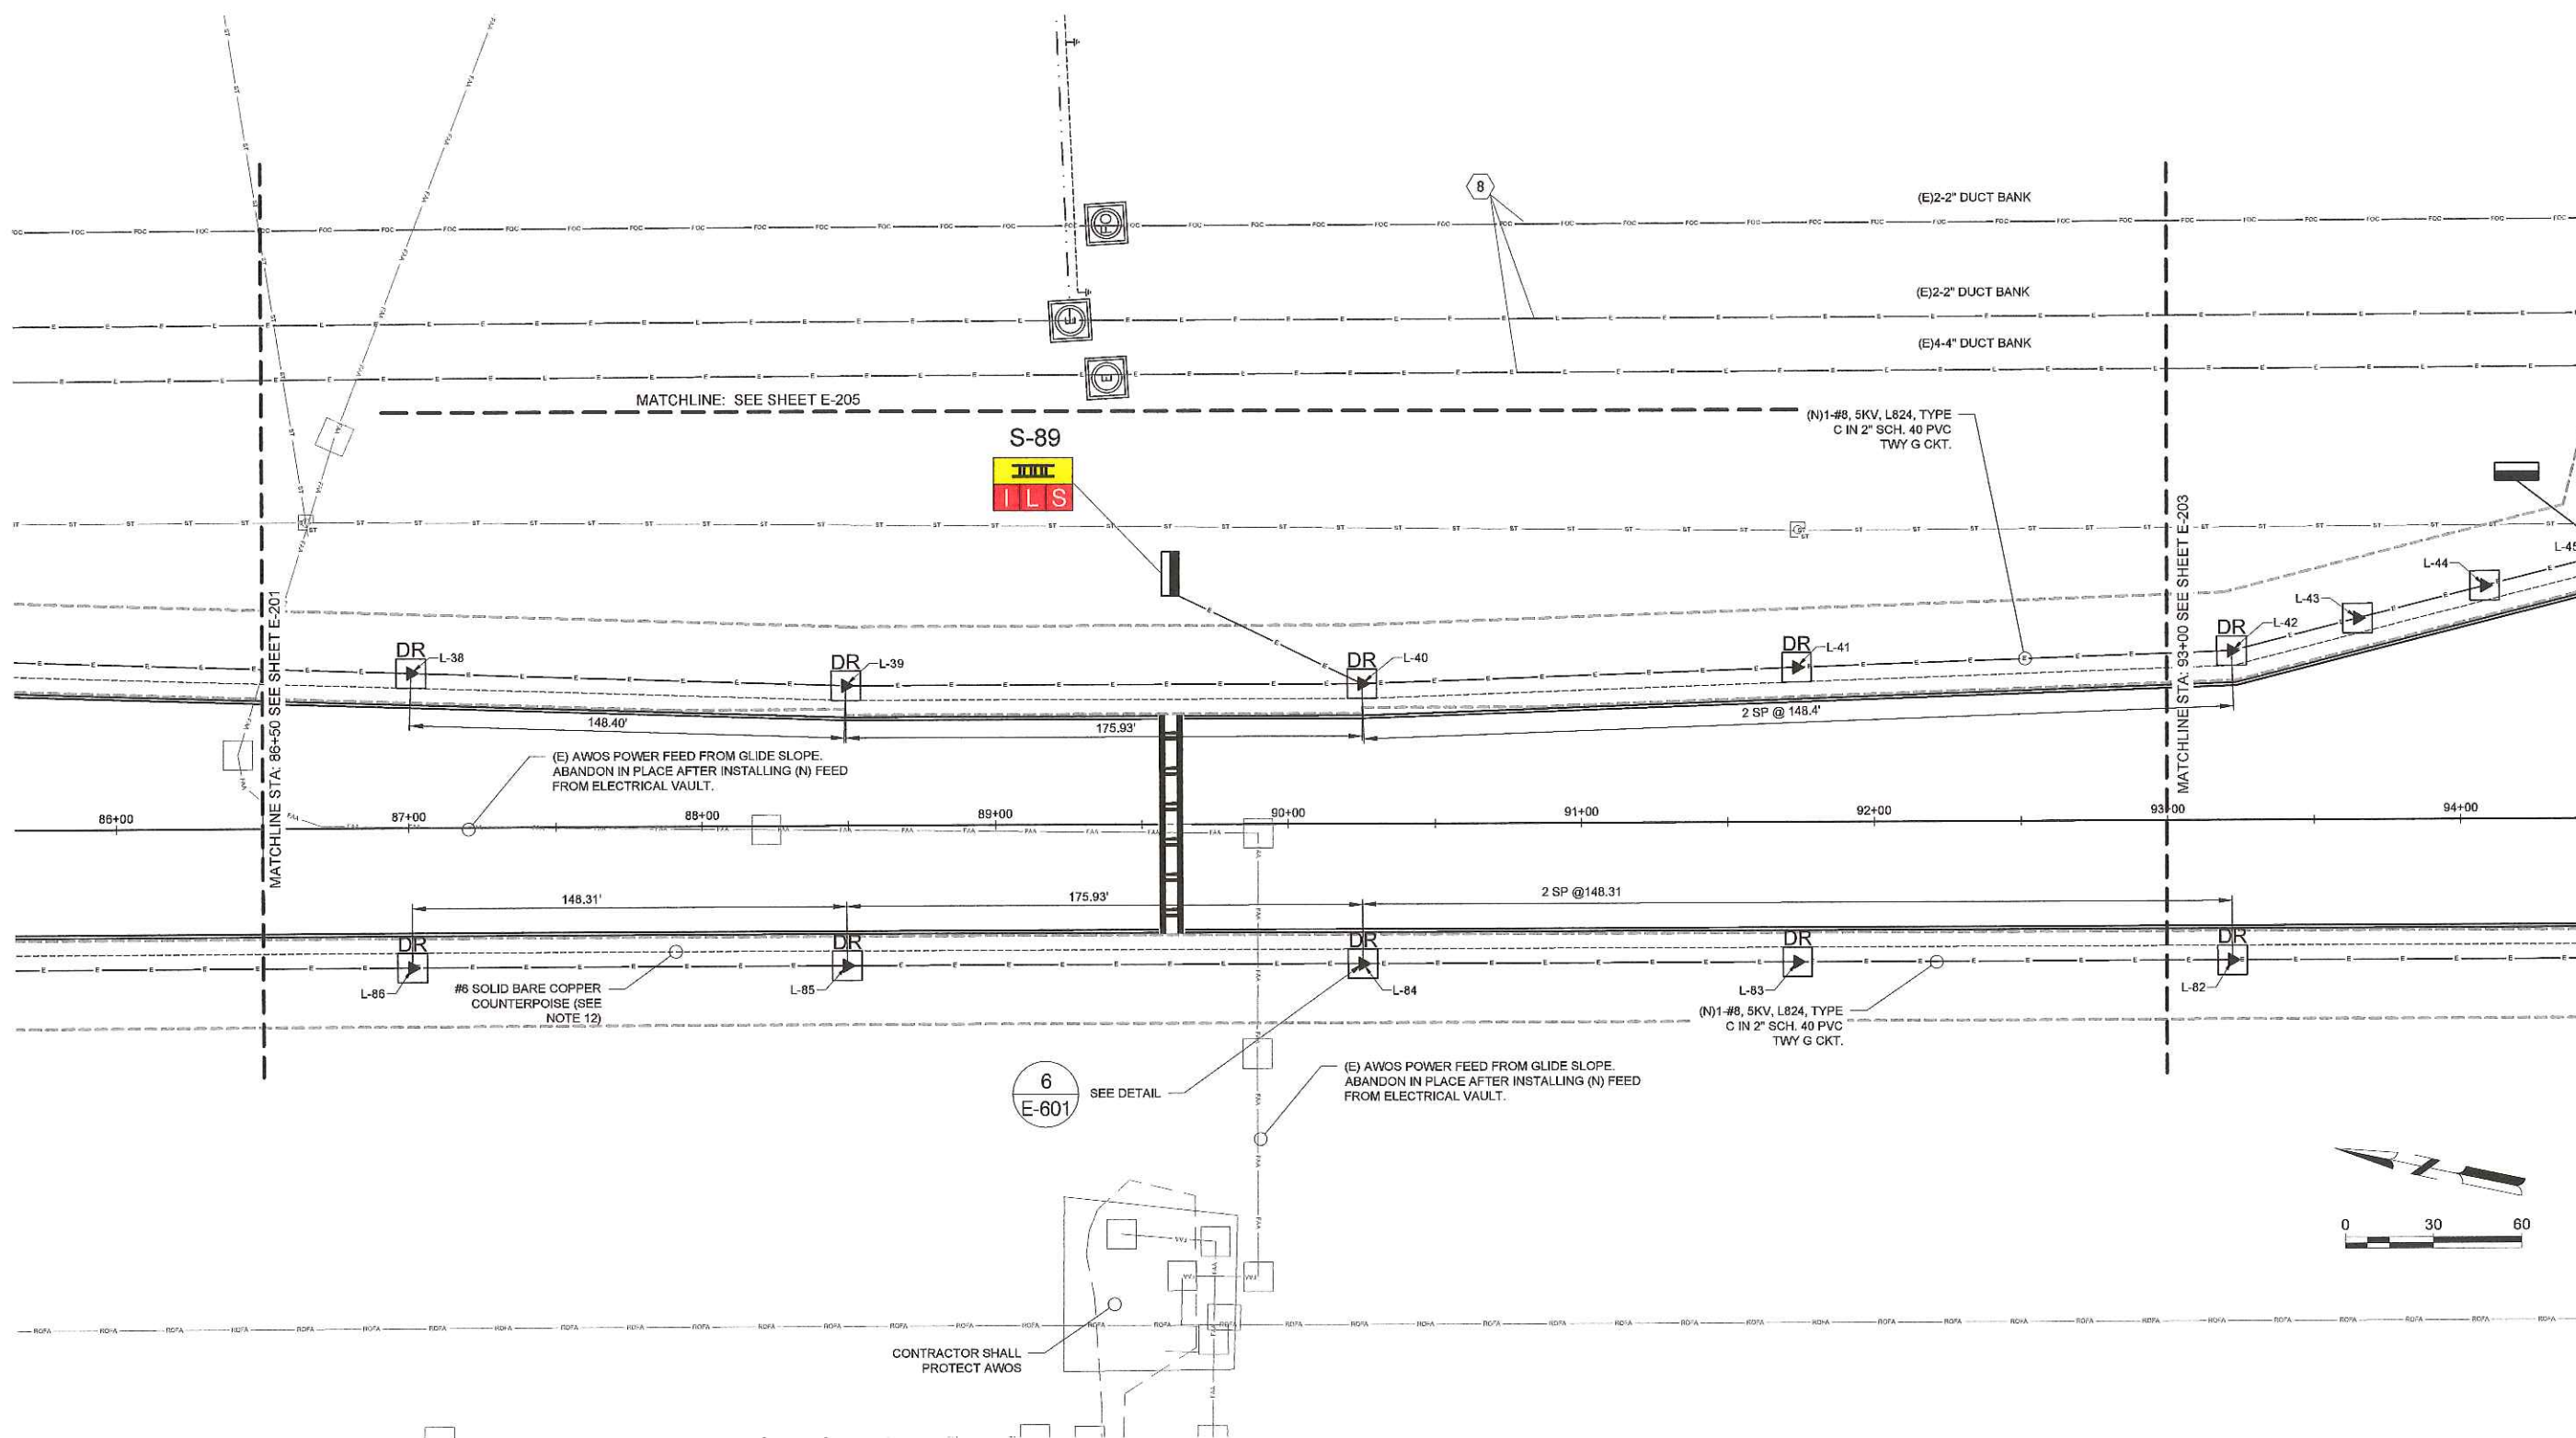 (E)2-2" DUCT BANK
8
FO
(E)2-2" DUCT BANK
E
(E)4-4" DUCT BANK
E
MATCHLINE: SEE SHEET E-205
(N)1-#8, 5KV, L824, TYPE
C IN 2" SCH. 40 PVC
TWY G CKT.
S-89
I L S
MATCHLINE STA: 86+50 SEE SHEET E-201
MATCHLINE STA: 93+00 SEE SHEET E-203
L-45
L-44
L-43
DR
L-42
DR
L-38
DR
L-39
DR
L-40
DR
L-41
148.40'
175.93'
2 SP @ 148.4'
(E) AWOS POWER FEED FROM GLIDE SLOPE.
ABANDON IN PLACE AFTER INSTALLING (N) FEED
FROM ELECTRICAL VAULT.
86+00
87+00
88+00
89+00
90+00
91+00
92+00
93+00
94+00
148.31'
175.93'
2 SP @148.31
DR
DR
DR
DR
DR
L-86
L-85
L-84
L-83
L-82
#6 SOLID BARE COPPER
COUNTERPOISE (SEE
NOTE 12)
(N)1-#8, 5KV, L824, TYPE
C IN 2" SCH. 40 PVC
TWY G CKT.
6
E-601
SEE DETAIL
(E) AWOS POWER FEED FROM GLIDE SLOPE.
ABANDON IN PLACE AFTER INSTALLING (N) FEED
FROM ELECTRICAL VAULT.
0 30 60
CONTRACTOR SHALL
PROTECT AWOS